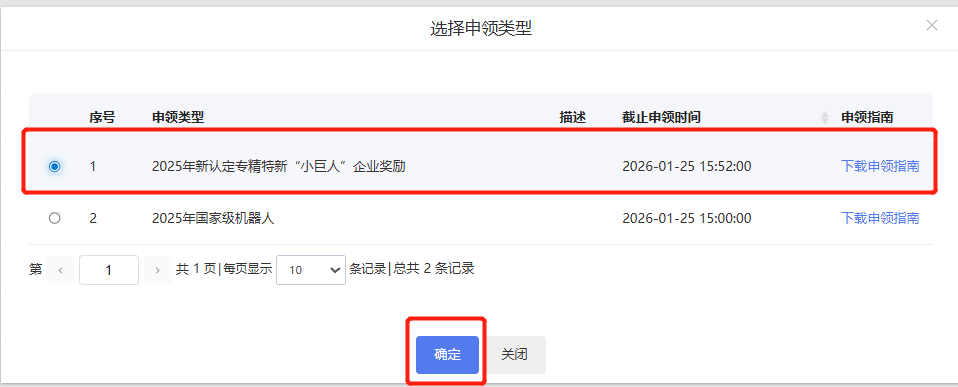 选择申领类型
序号 申领类型 描述 截止申领时间 申领指南
1 2025年新认定专精特新“小巨人”企业奖励 2026-01-25 15:52:00 下载申领指南
2 2025年国家级机器人 2026-01-25 15:00:00 下载申领指南
第 ‹ 1 › 共 1 页|每页显示 10 条记录|总共 2 条记录
确定 关闭